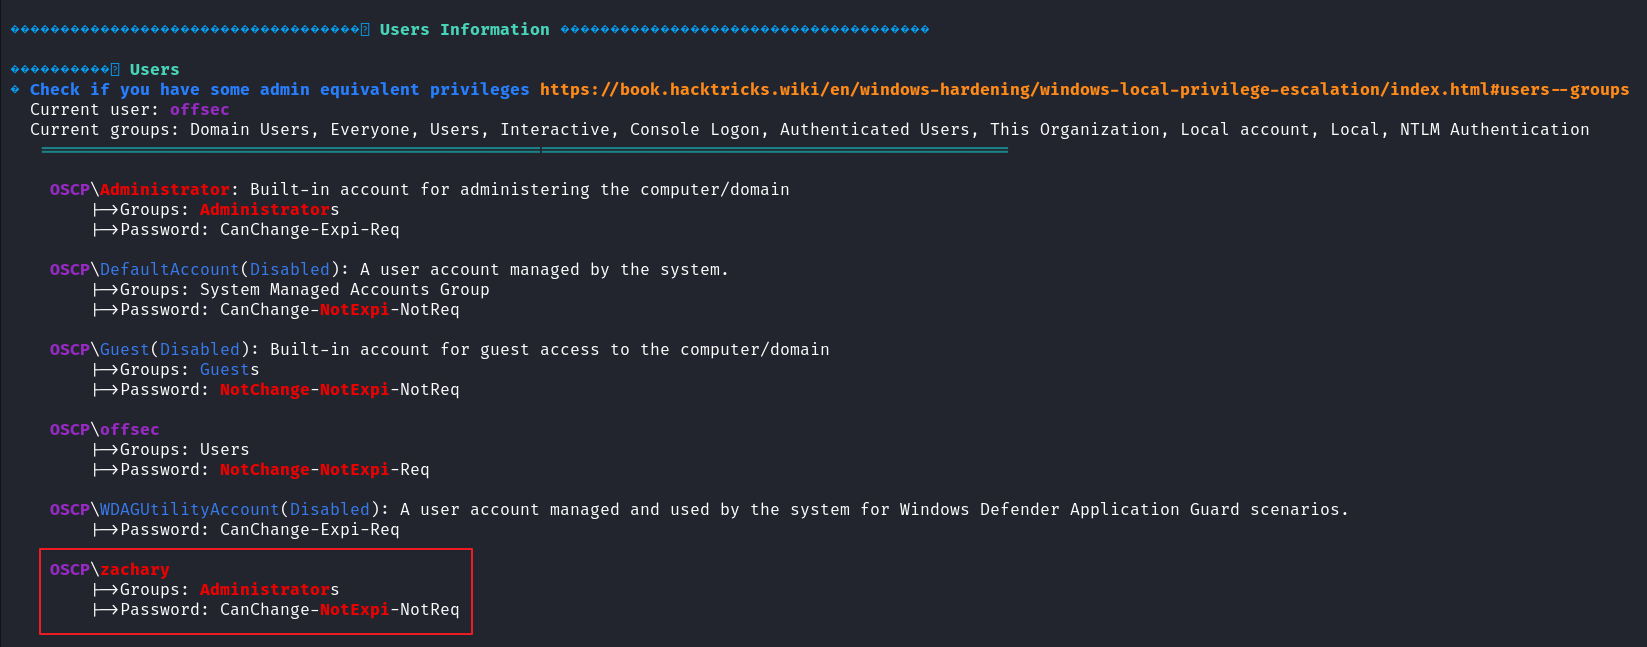 ������������������������������������ Users Information �������������������������������������
������������ Users
� Check if you have some admin equivalent privileges https://book.hacktricks.wiki/en/windows-hardening/windows-local-privilege-escalation/index.html#users--groups
Current user: offsec
Current groups: Domain Users, Everyone, Users, Interactive, Console Logon, Authenticated Users, This Organization, Local account, Local, NTLM Authentication
OSCP\Administrator: Built-in account for administering the computer/domain
|->Groups: Administrators
|->Password: CanChange-Expi-Req
OSCP\DefaultAccount(Disabled): A user account managed by the system.
|->Groups: System Managed Accounts Group
|->Password: CanChange-NotExpi-NotReq
OSCP\Guest(Disabled): Built-in account for guest access to the computer/domain
|->Groups: Guests
|->Password: NotChange-NotExpi-NotReq
OSCP\offsec
|->Groups: Users
|->Password: NotChange-NotExpi-Req
OSCP\WDAGUtilityAccount(Disabled): A user account managed and used by the system for Windows Defender Application Guard scenarios.
|->Password: CanChange-Expi-Req
OSCP\zachary
|->Groups: Administrators
|->Password: CanChange-NotExpi-NotReq